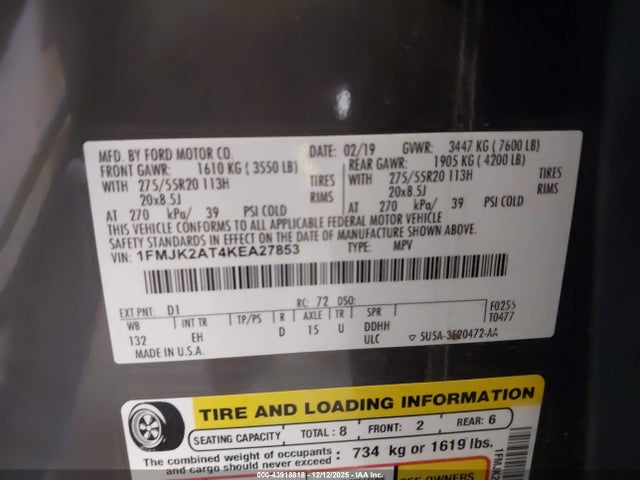 MFD. BY FORD MOTOR CO. DATE: 02/19 GVWR: 3447 KG ( 7600 LB)
FRONT GAWR: 1610 KG ( 3550 LB) REAR GAWR: 1905 KG ( 4200 LB)
WITH 275/55R20 113H TIRES WITH 275/55R20 113H TIRES
20x8.5J RIMS 20x8.5J RIMS
AT 270 kPa/ 39 PSI COLD AT 270 kPa/ 39 PSI COLD
THIS VEHICLE CONFORMS TO ALL APPLICABLE FEDERAL MOTOR VEHICLE
SAFETY STANDARDS IN EFFECT ON THE DATE OF MANUFACTURE SHOWN ABOVE.
VIN: 1FMJK2AT4KEA27853 TYPE: MPV
EXT PNT: D1 RC: 72 DSO: F0255
WB INT TR TP/PS R AXLE TR SPR T0477
132 EH D 15 U DDHH
MADE IN U.S.A. ULC ▽ 5U5A-3520472-AA
TIRE AND LOADING INFORMATION
SEATING CAPACITY TOTAL : 8 FRONT: 2 REAR: 6
The combined weight of occupants and cargo should never exceed: 734 kg or 1619 lbs.
SEE OWNERS
000-43918818 - 12/12/2025 - IAA Inc.